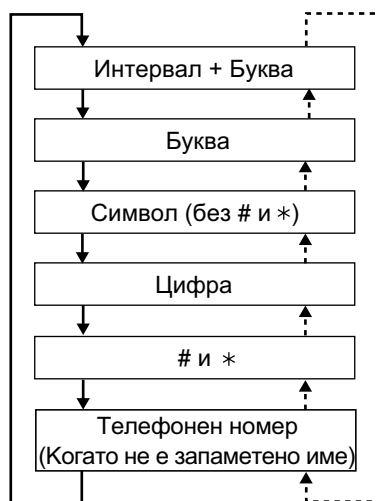 Интервал + Буква
Буква
Символ (без # и *)
Цифра
# и *
Телефонен номер
(Когато не е запаметено име)